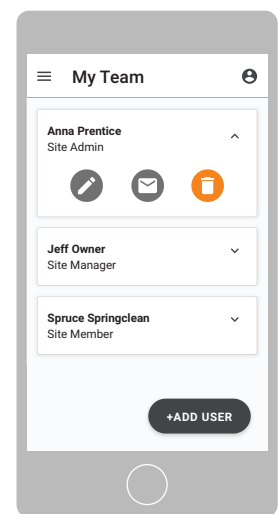 My Team
Anna Prentice
Site Admin
Jeff Owner
Site Manager
Spruce Springclean
Site Member
+ADD USER